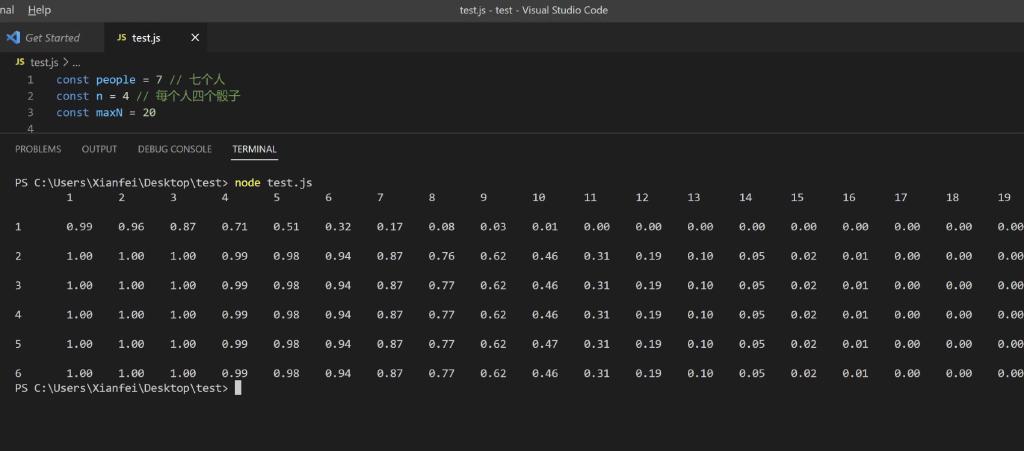 nal Help test.js - test - Visual Studio Code
Get Started JS test.js ×
JS test.js > ...
1 const people = 7 // 七个人
2 const n = 4 // 每个人四个骰子
3 const maxN = 20
4
PROBLEMS OUTPUT DEBUG CONSOLE TERMINAL
PS C:\Users\Xianfei\Desktop\test> node test.js
1 2 3 4 5 6 7 8 9 10 11 12 13 14 15 16 17 18 19
1 0.99 0.96 0.87 0.71 0.51 0.32 0.17 0.08 0.03 0.01 0.00 0.00 0.00 0.00 0.00 0.00 0.00 0.00 0.00
2 1.00 1.00 1.00 0.99 0.98 0.94 0.87 0.76 0.62 0.46 0.31 0.19 0.10 0.05 0.02 0.01 0.00 0.00 0.00
3 1.00 1.00 1.00 0.99 0.98 0.94 0.87 0.77 0.62 0.46 0.31 0.19 0.10 0.05 0.02 0.01 0.00 0.00 0.00
4 1.00 1.00 1.00 0.99 0.98 0.94 0.87 0.77 0.62 0.46 0.31 0.19 0.10 0.05 0.02 0.01 0.00 0.00 0.00
5 1.00 1.00 1.00 0.99 0.98 0.94 0.87 0.77 0.62 0.47 0.31 0.19 0.10 0.05 0.02 0.01 0.00 0.00 0.00
6 1.00 1.00 1.00 0.99 0.98 0.94 0.87 0.77 0.62 0.46 0.31 0.19 0.10 0.05 0.02 0.01 0.00 0.00 0.00
PS C:\Users\Xianfei\Desktop\test>